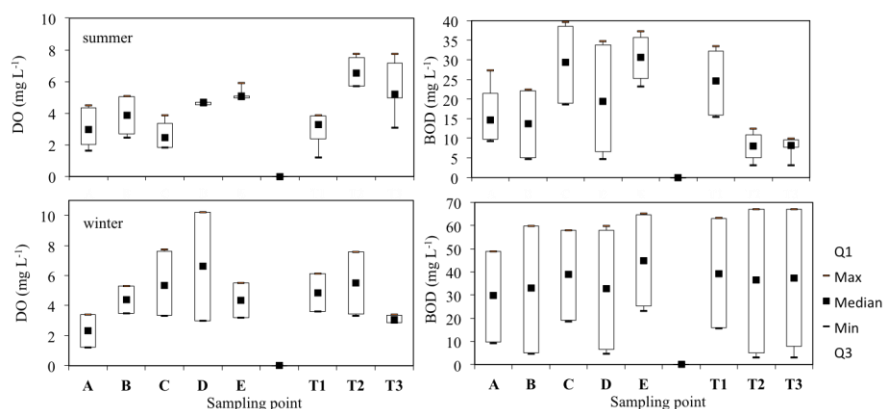 10
8
6
4
2
0
DO (mg L-1)
summer
40
35
30
25
20
15
10
5
0
BOD (mg L-1)
10
8
6
4
2
0
DO (mg L-1)
winter
A B C D E T1 T2 T3
Sampling point
70
60
50
40
30
20
10
0
BOD (mg L-1)
A B C D E T1 T2 T3
Sampling point
Q1
Max
Median
Min
Q3